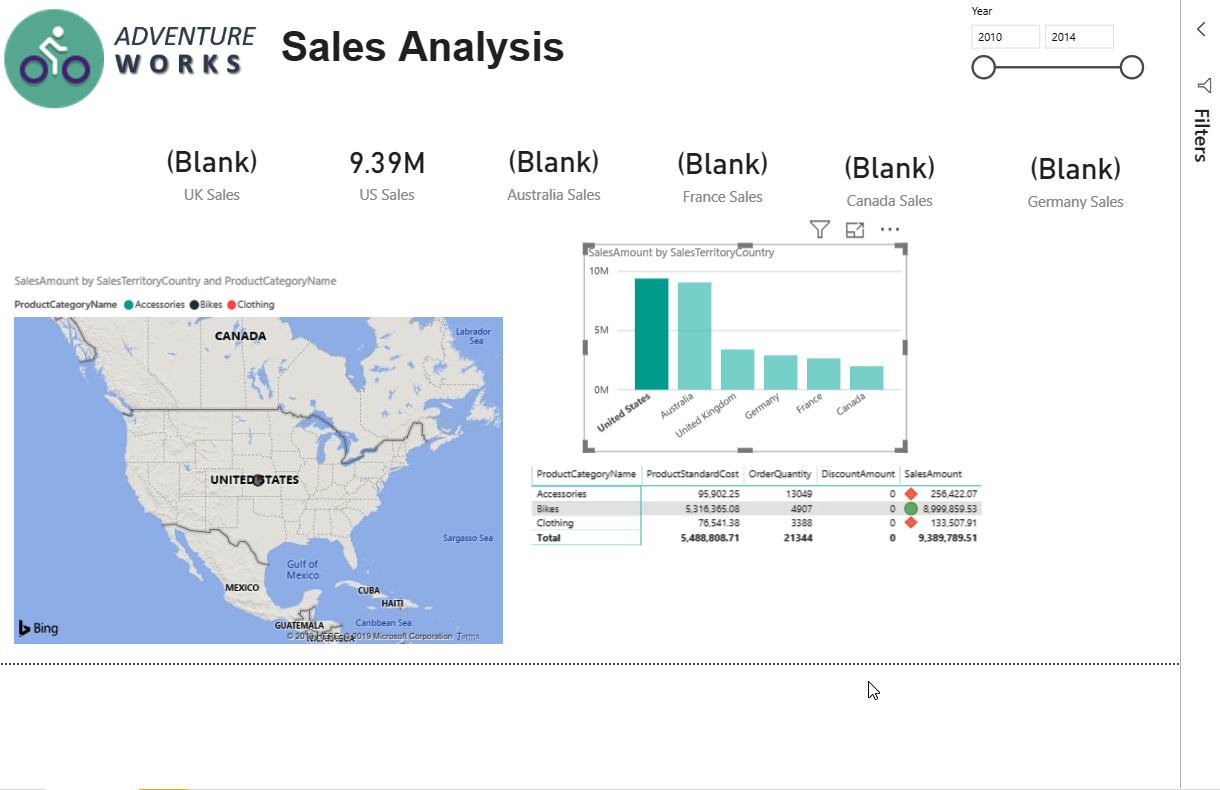 ADVENTURE
WORKS
Sales Analysis
Year
2010 2014
Filters
(Blank) 9.39M (Blank) (Blank) (Blank) (Blank)
UK Sales US Sales Australia Sales France Sales Canada Sales Germany Sales
SalesAmount by SalesTerritoryCountry and ProductCategoryName
ProductCategoryName Accessories Bikes Clothing
CANADA
Labrador
Sea
UNITED STATES
Sargasso Sea
Gulf of
Mexico
MEXICO
CUBA
HAITI
GUATEMALA
Caribbean Sea
NICARAGUA
Bing
HERE, © 2019 Microsoft Corporation Terms
SalesAmount by SalesTerritoryCountry
10M
5M
0M
United States
Australia
United Kingdom
Germany
France
Canada
ProductCategoryName ProductStandardCost OrderQuantity DiscountAmount SalesAmount
Accessories 95,902.25 13049 0 256,422.07
Bikes 5,316,365.08 4907 0 8,999,859.53
Clothing 76,541.38 3388 0 133,507.91
Total 5,488,808.71 21344 0 9,389,789.51